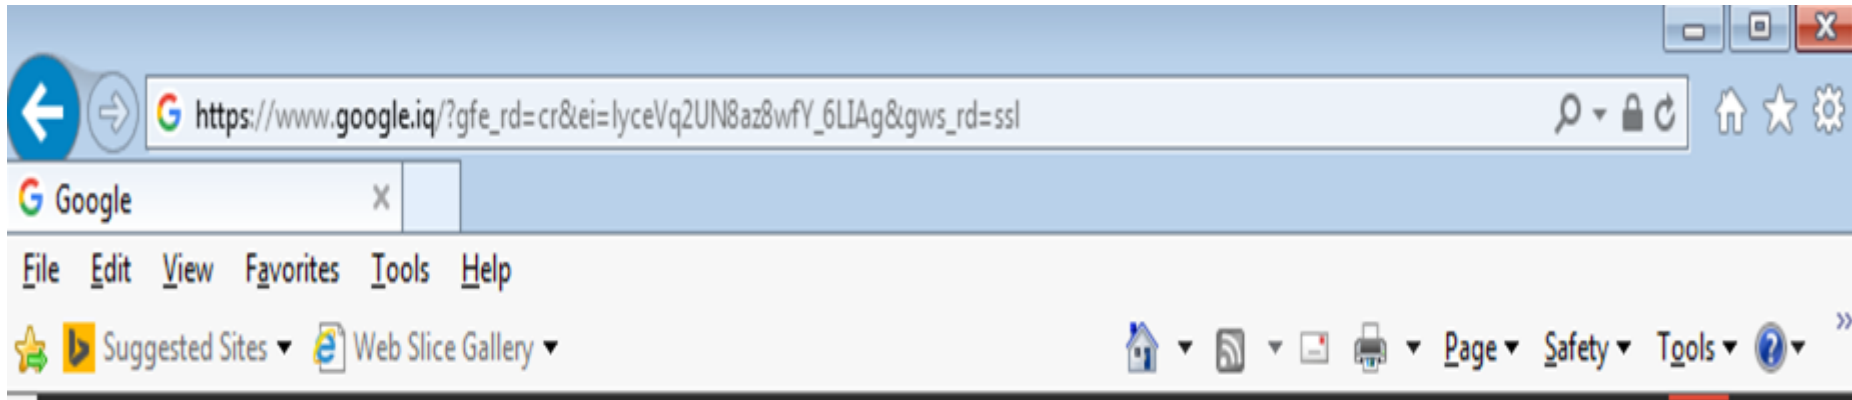 https://www.google.iq/?gfe_rd=cr&ei=IyceVq2UN8az8wfY_6LIAg&gws_rd=ssl
Google
File Edit View Favorites Tools Help
Suggested Sites Web Slice Gallery Page Safety Tools